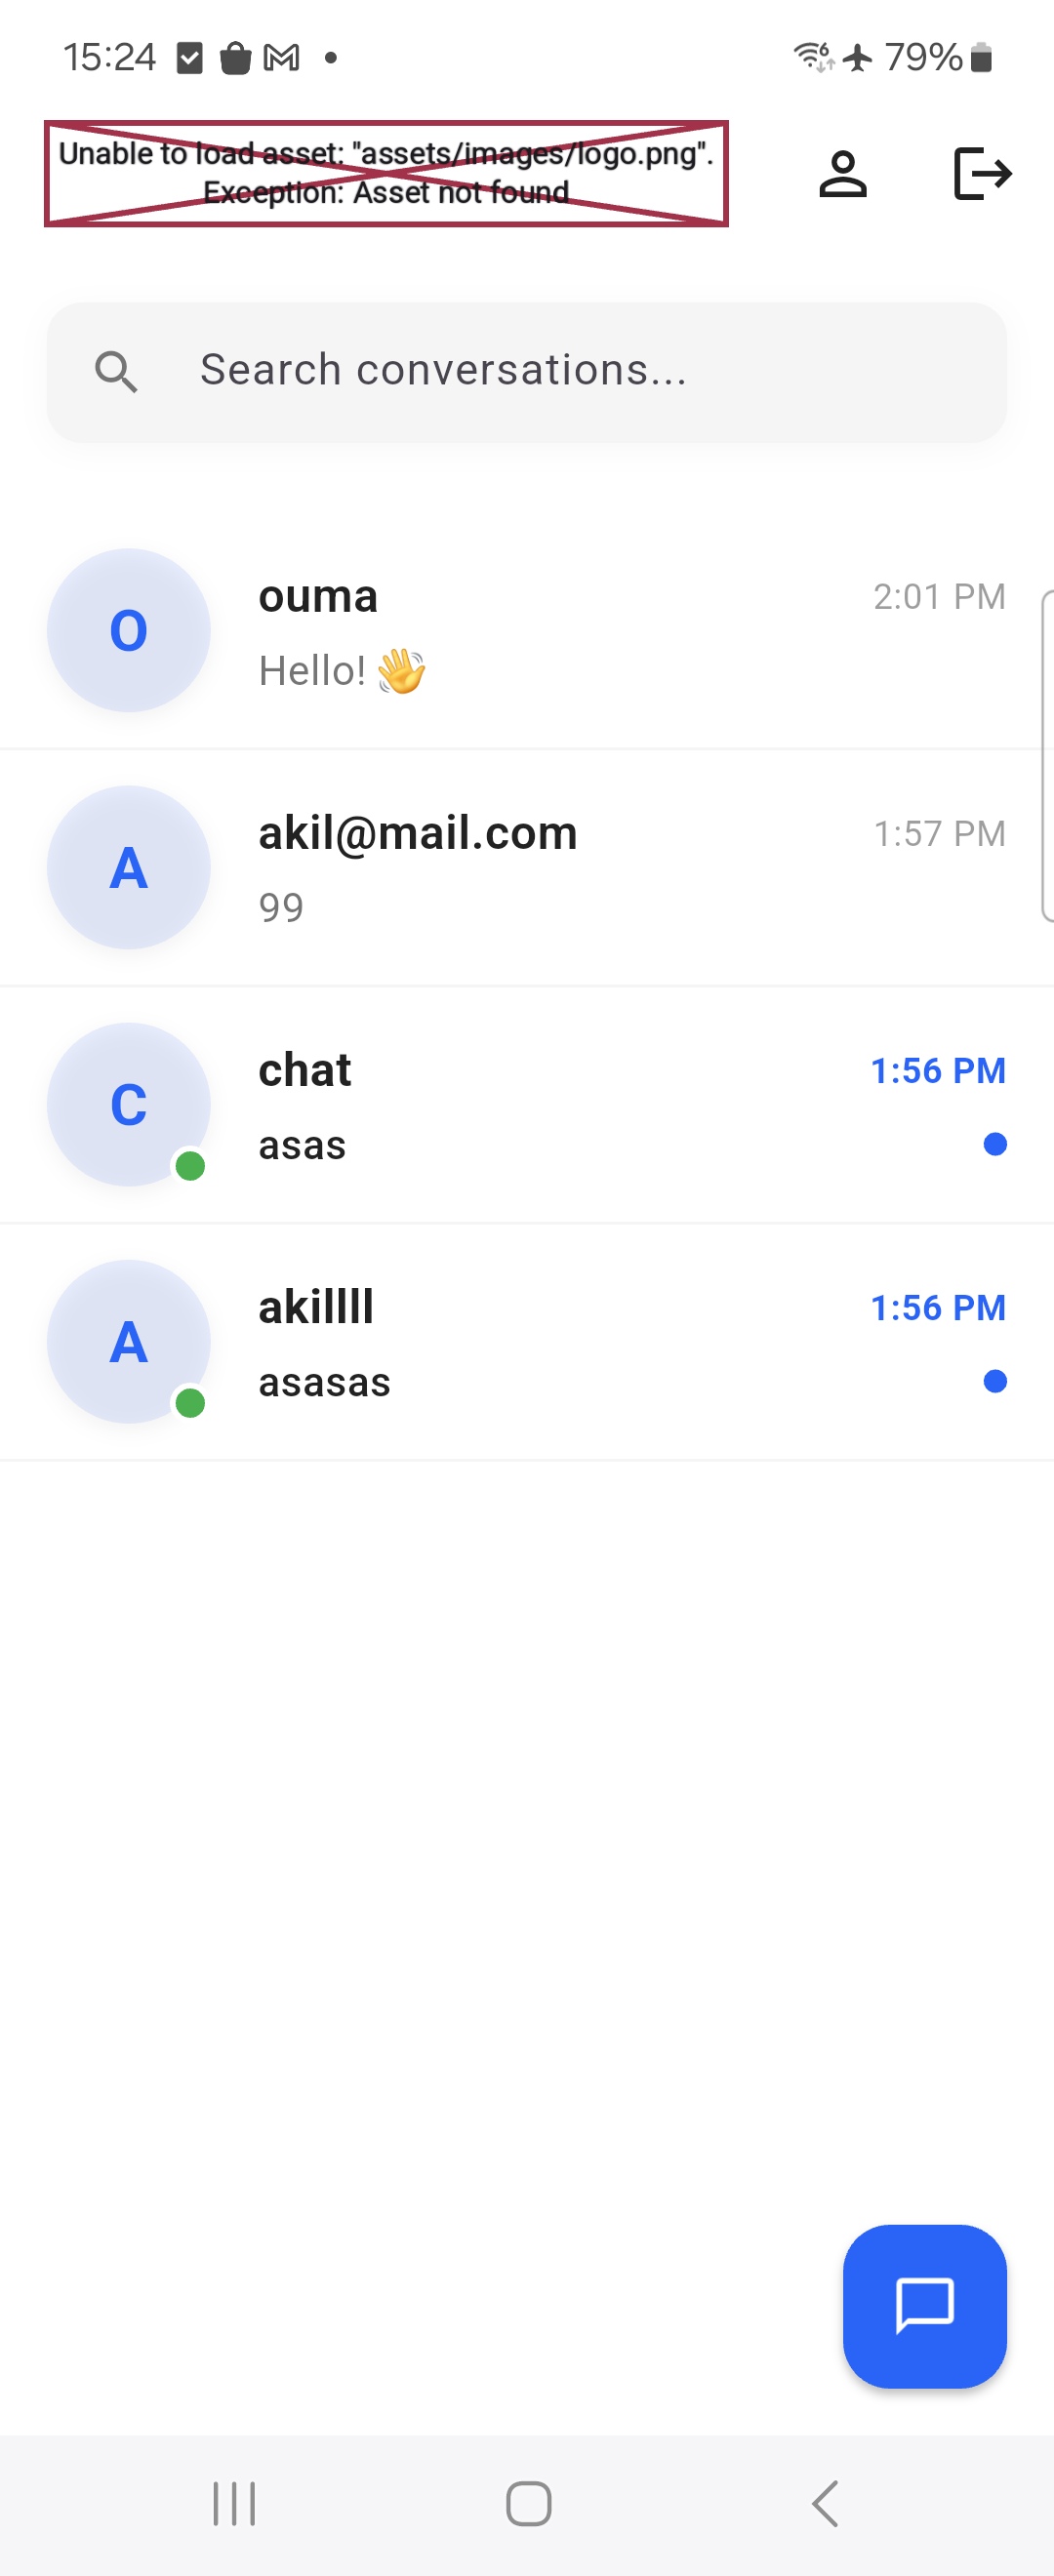 15:24
6 79%
Unable to load asset: "assets/images/logo.png".
Exception: Asset not found
Search conversations...
O
ouma
2:01 PM
Hello! 👋
A
akil@mail.com
1:57 PM
99
C
chat
1:56 PM
asas
A
akillll
1:56 PM
asasas